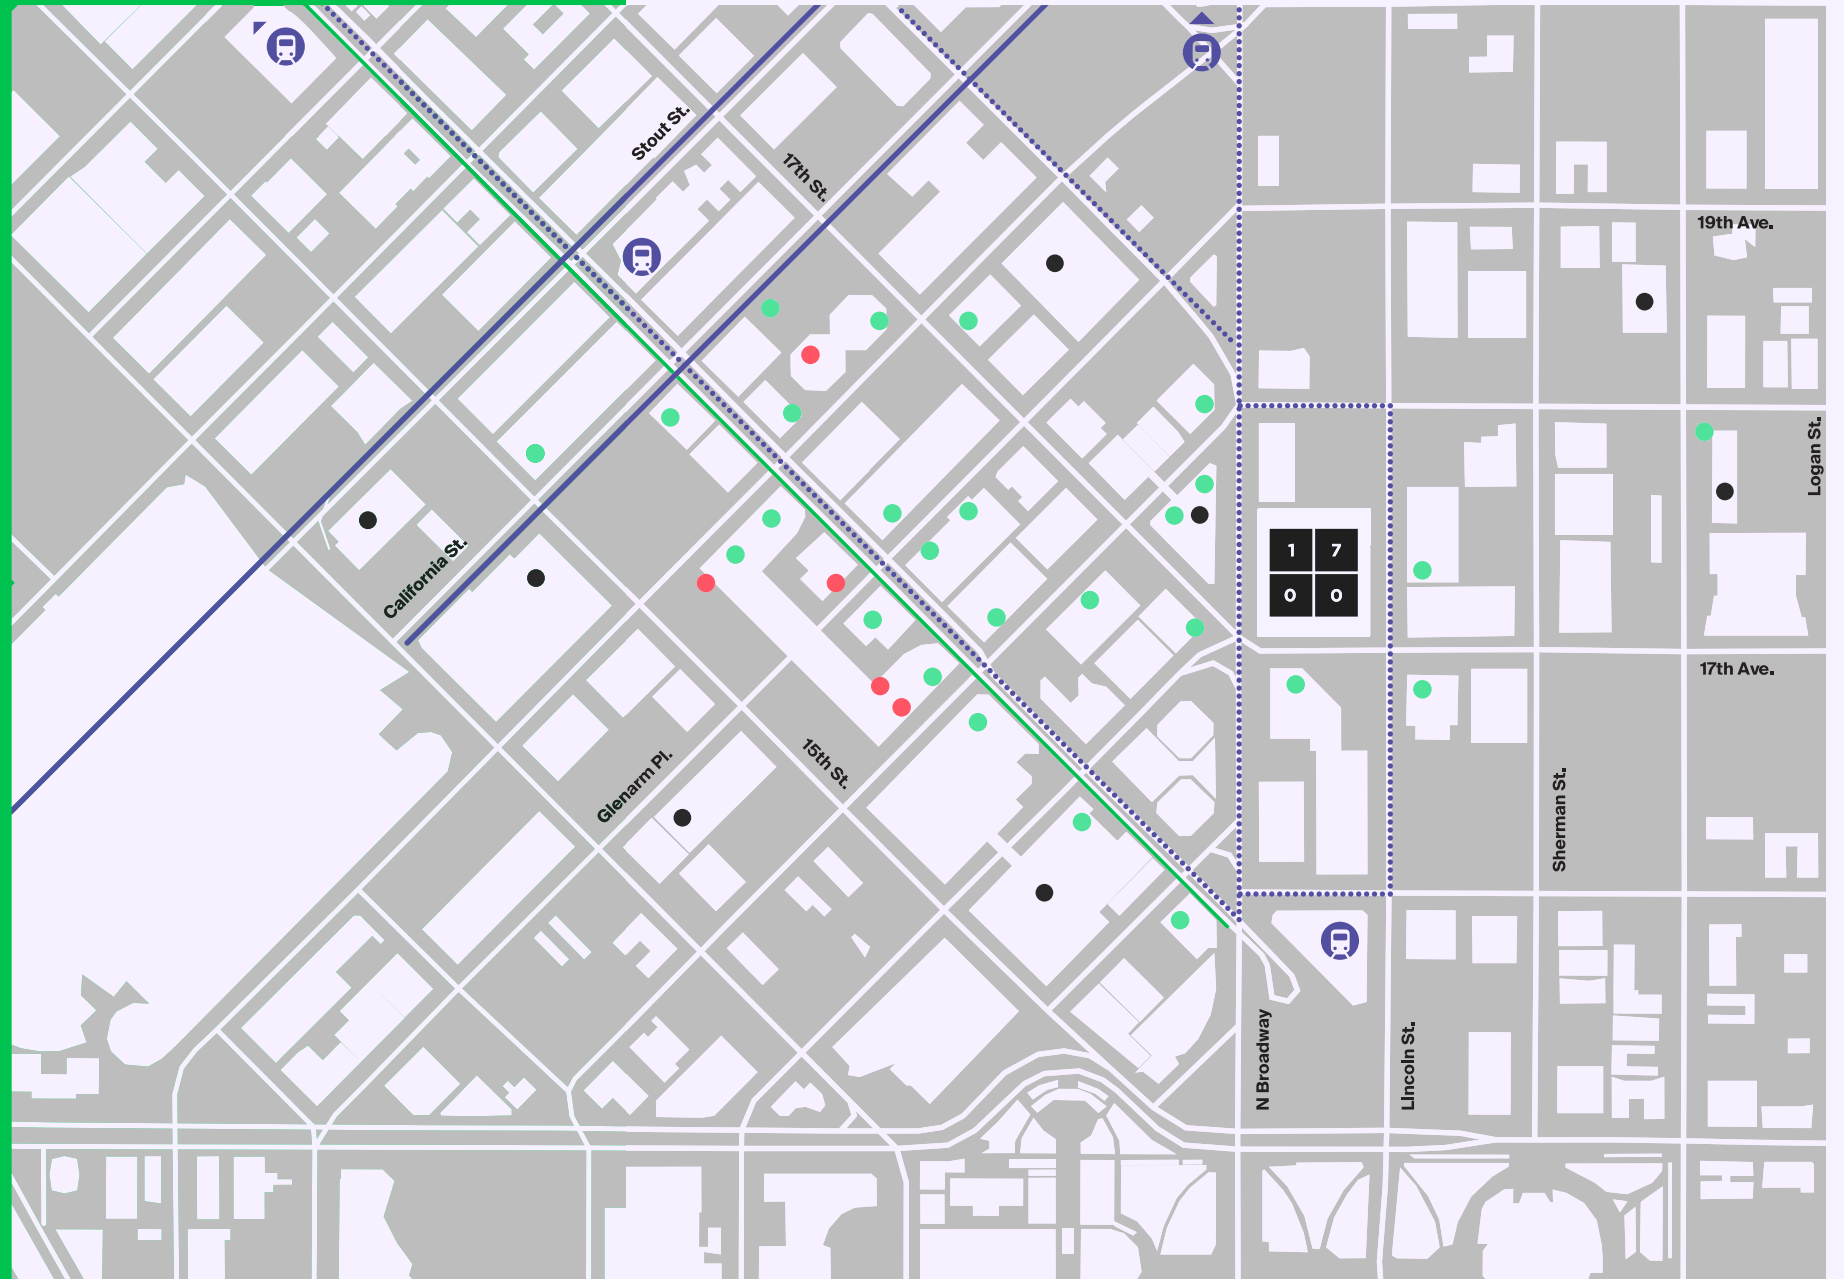 Stout St.
17th St.
19th Ave.
Logan St.
California St.
1 7
0 0
17th Ave.
Glenarm Pl.
15th St.
Sherman St.
N Broadway
LIncoln St.